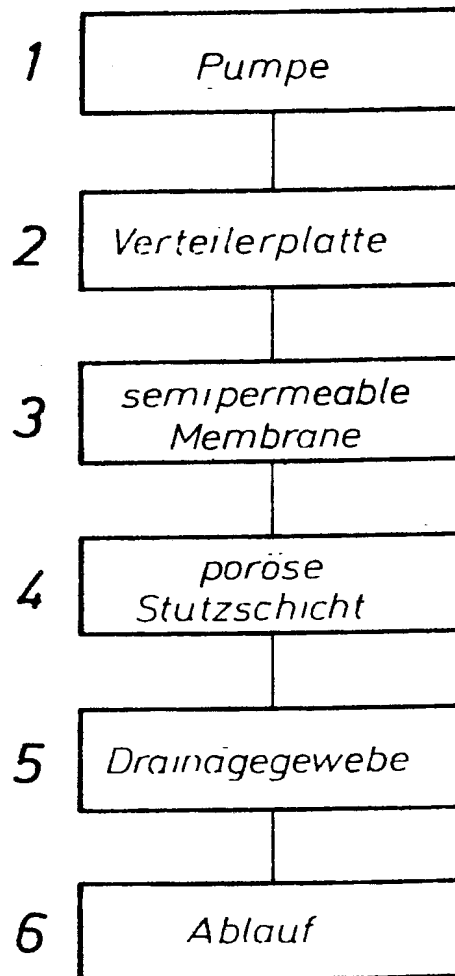 1 Pumpe
2 Verteilerplatte
3 semipermeable
Membrane
4 poröse
Stutzschicht
5 Drainagegewebe
6 Ablauf